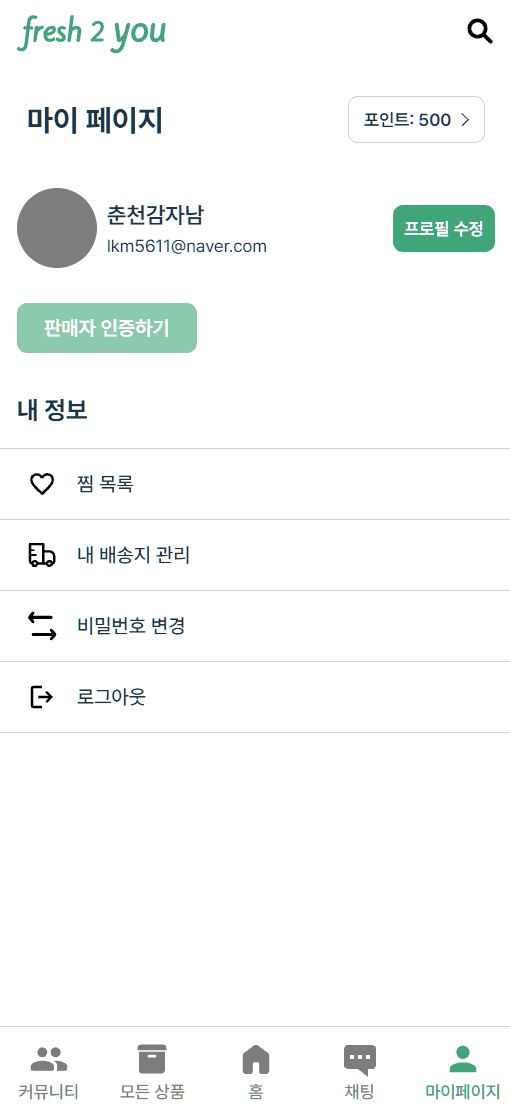 fresh 2 you
마이 페이지
포인트: 500
춘천감자남
lkm5611@naver.com
프로필 수정
판매자 인증하기
내 정보
찜 목록
내 배송지 관리
비밀번호 변경
로그아웃
커뮤니티
모든 상품
홈
채팅
마이페이지